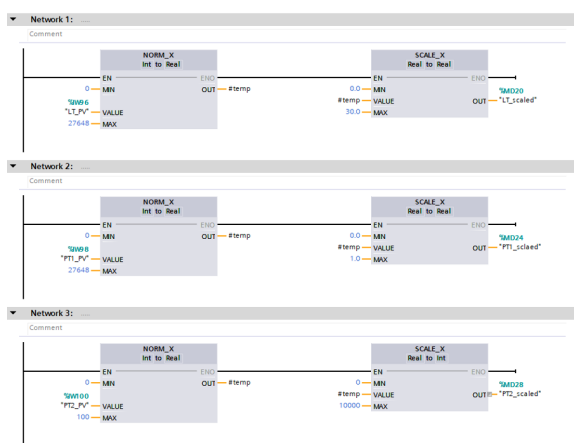 Network 1: ....
Comment
NORM_X
Int to Real
SCALE_X
Real to Real
EN ENO
EN ENO
0 MIN OUT #temp
0.0 MIN %MD20
%IW96
"LT_PV" VALUE
#temp VALUE OUT "LT_scaled"
27648 MAX
30.0 MAX
Network 2: ....
Comment
NORM_X
Int to Real
SCALE_X
Real to Real
EN ENO
EN ENO
0 MIN OUT #temp
0.0 MIN %MD24
%IW98
"PT1_PV" VALUE
#temp VALUE OUT "PT1_sclaed"
27648 MAX
1.0 MAX
Network 3: ....
Comment
NORM_X
Int to Real
SCALE_X
Real to Int
EN ENO
EN ENO
0 MIN OUT #temp
0 MIN %MD28
%IW100
"PT2_PV" VALUE
#temp VALUE OUT "PT2_scaled"
100 MAX
10000 MAX